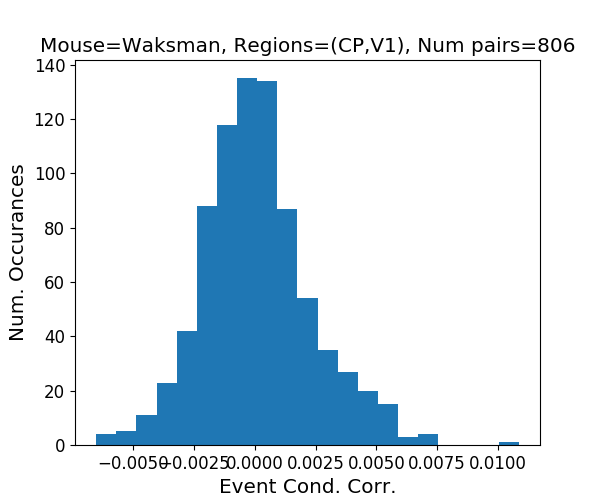 Mouse=Waksman, Regions=(CP,V1), Num pairs=806
140
120
100
80
60
40
20
0
Num. Occurances
−0.0050 −0.0025 0.0000 0.0025 0.0050 0.0075 0.0100
Event Cond. Corr.